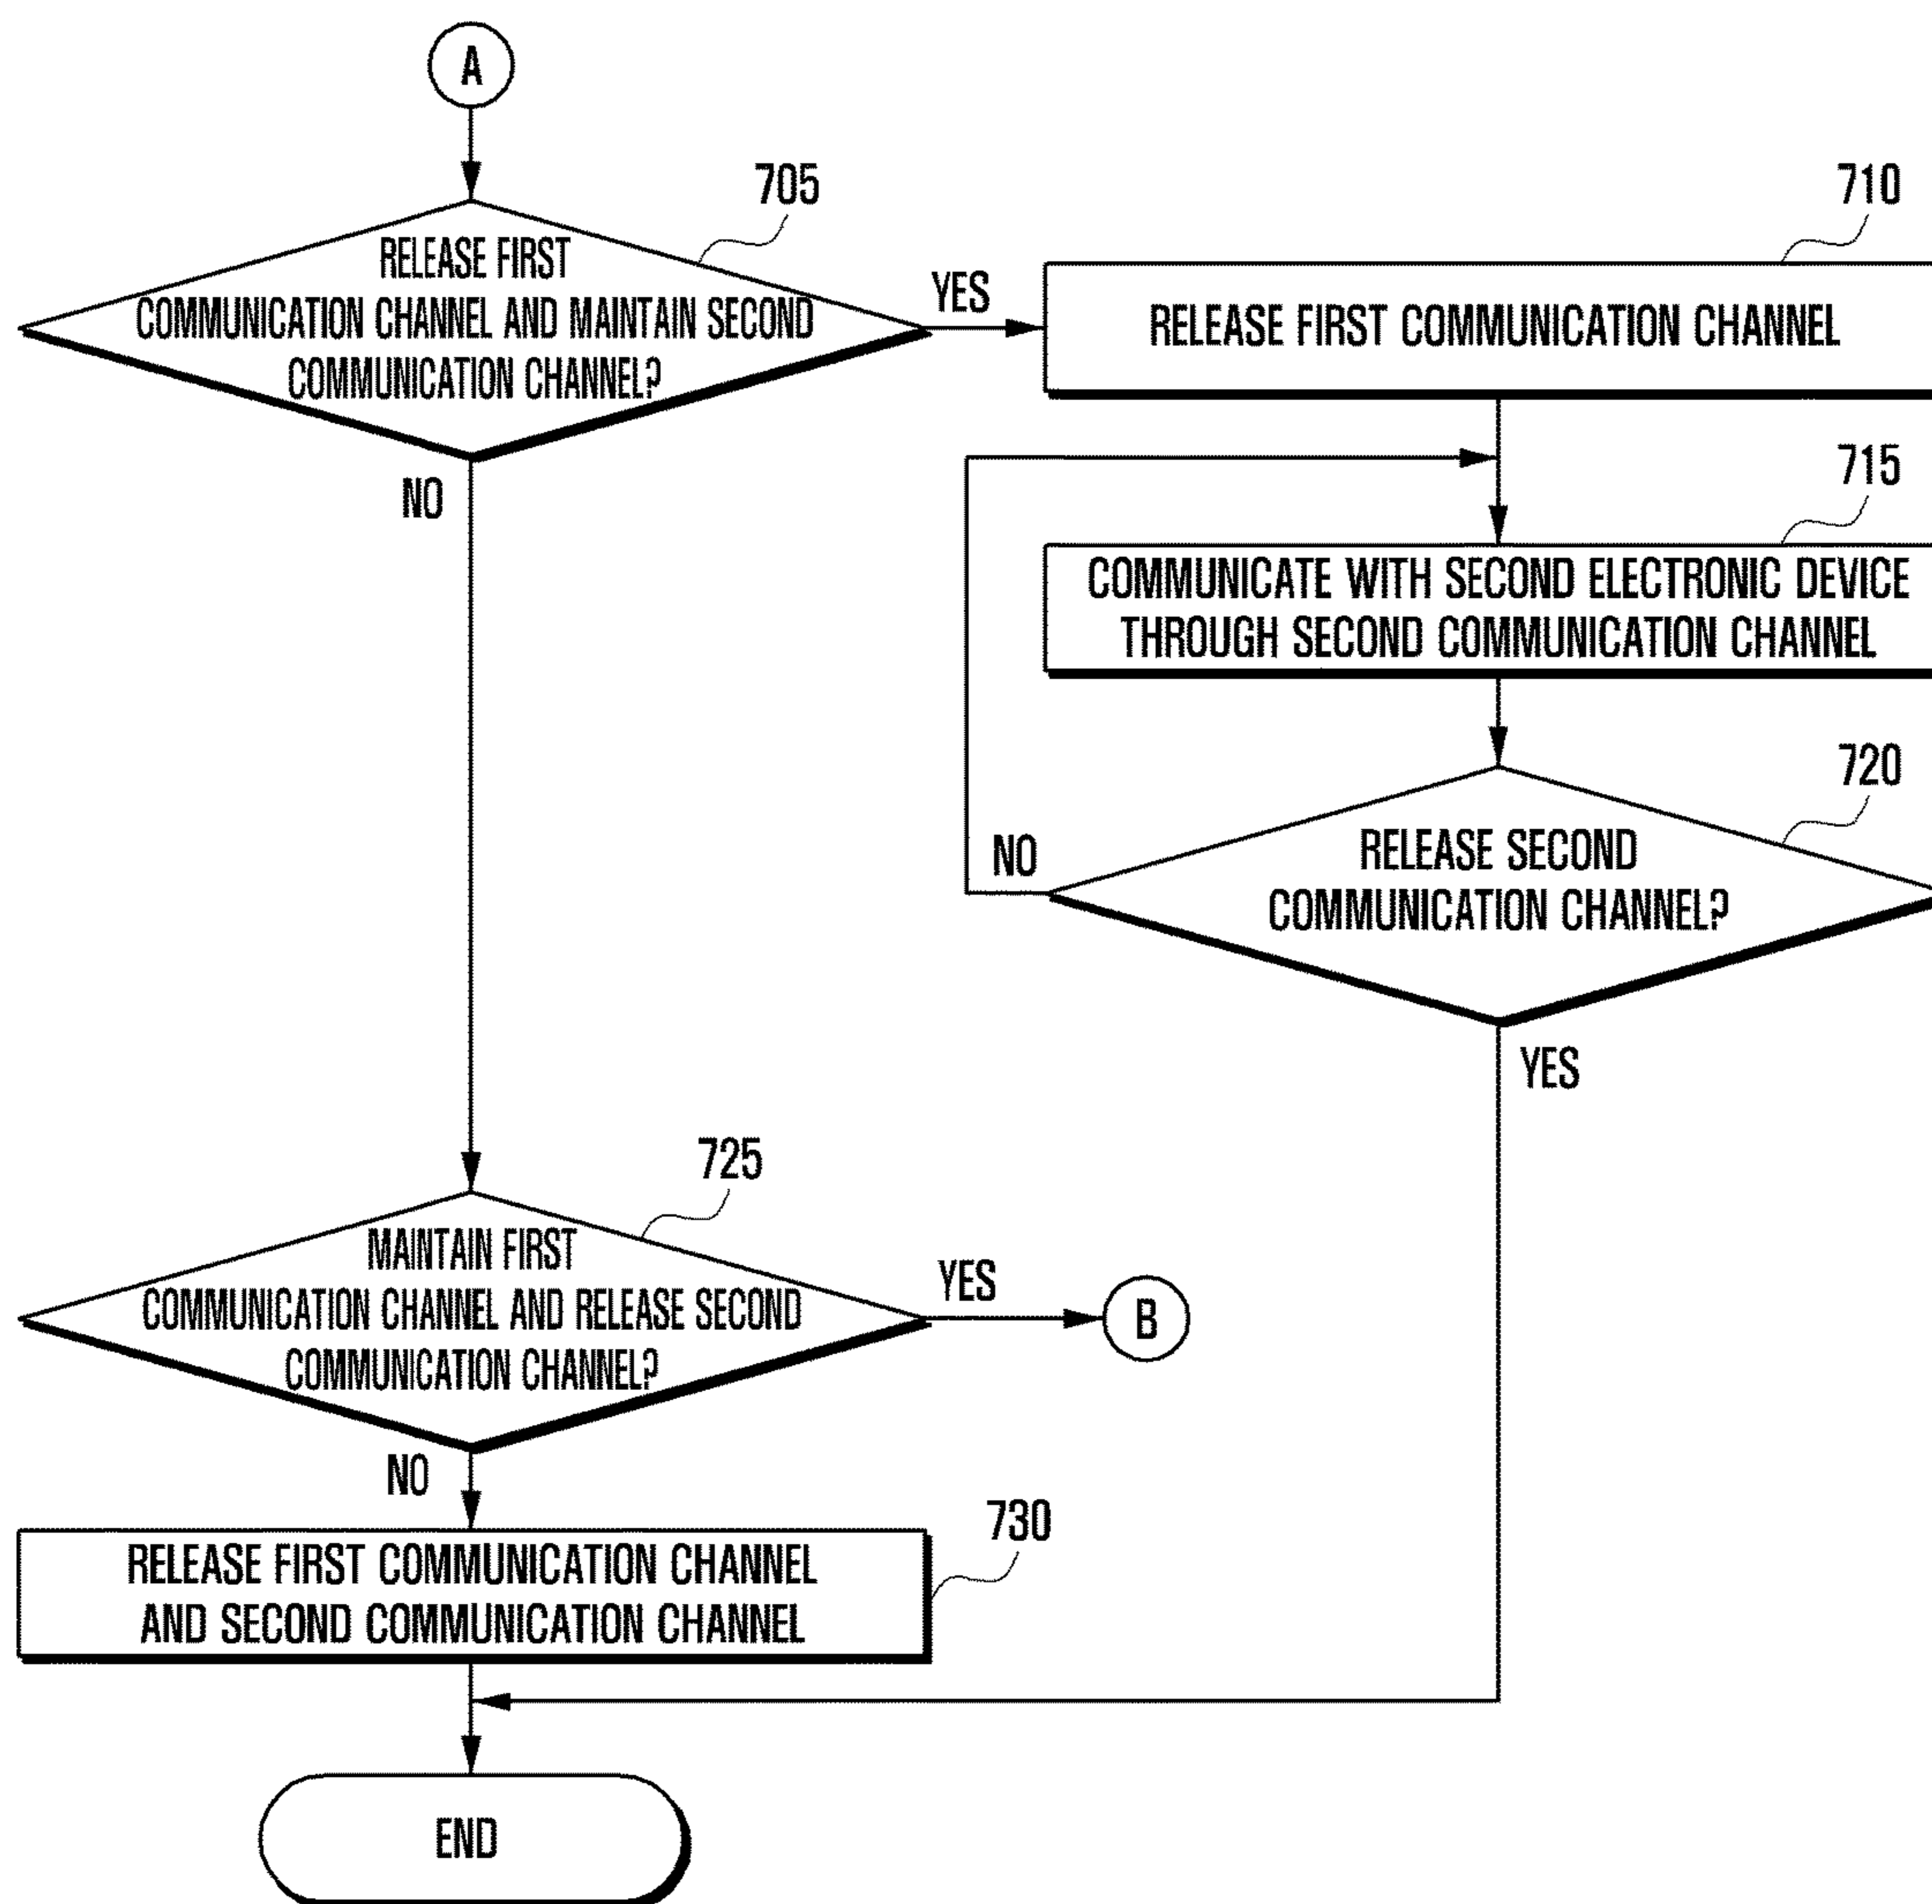 A
705
RELEASE FIRST
COMMUNICATION CHANNEL AND MAINTAIN SECOND
COMMUNICATION CHANNEL?
YES
NO
710
RELEASE FIRST COMMUNICATION CHANNEL
715
COMMUNICATE WITH SECOND ELECTRONIC DEVICE
THROUGH SECOND COMMUNICATION CHANNEL
720
RELEASE SECOND
COMMUNICATION CHANNEL?
NO
YES
725
MAINTAIN FIRST
COMMUNICATION CHANNEL AND RELEASE SECOND
COMMUNICATION CHANNEL?
YES
B
NO
730
RELEASE FIRST COMMUNICATION CHANNEL
AND SECOND COMMUNICATION CHANNEL
END